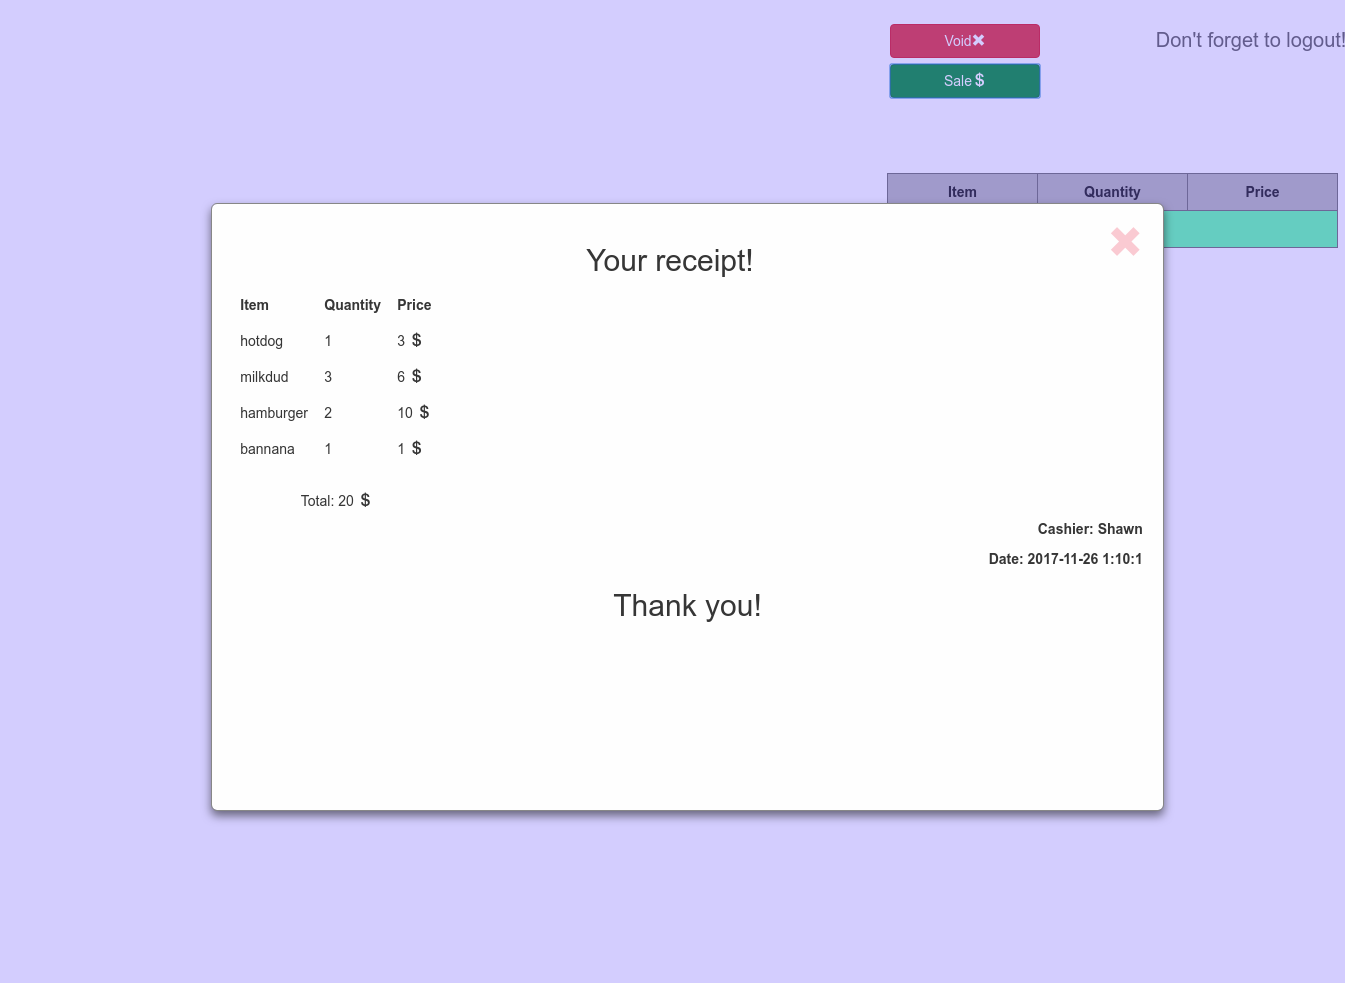 Void✖
Don't forget to logout!
Sale $
Item Quantity Price
Your receipt!
Item Quantity Price
hotdog 1 3 $
milkdud 3 6 $
hamburger 2 10 $
bannana 1 1 $
Total: 20 $
Cashier: Shawn
Date: 2017-11-26 1:10:1
Thank you!